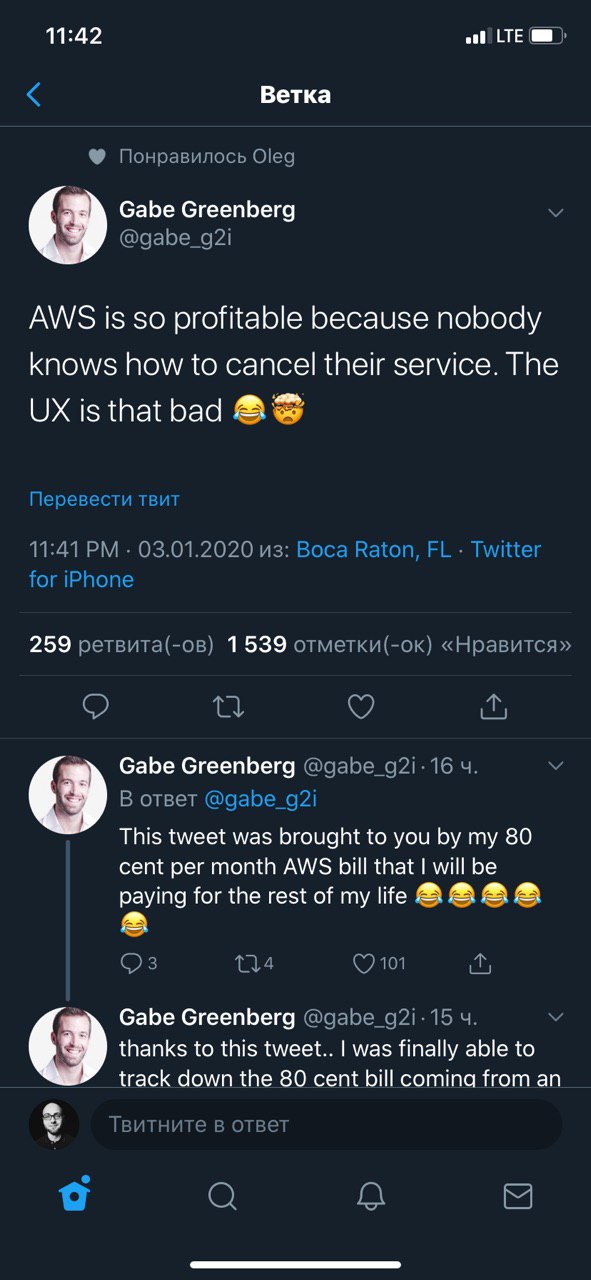 11:42
LTE
Ветка
Понравилось Oleg
Gabe Greenberg
@gabe_g2i
AWS is so profitable because nobody
knows how to cancel their service. The
UX is that bad 😂🤯
Перевести твит
11:41 PM · 03.01.2020 из: Boca Raton, FL · Twitter
for iPhone
259 ретвита(-ов) 1 539 отметки(-ок) «Нравится»
Gabe Greenberg @gabe_g2i · 16 ч.
В ответ @gabe_g2i
This tweet was brought to you by my 80
cent per month AWS bill that I will be
paying for the rest of my life 😂😂😂😂
😂
3 4 101
Gabe Greenberg @gabe_g2i · 15 ч.
thanks to this tweet.. I was finally able to
track down the 80 cent bill coming from an
Твитните в ответ